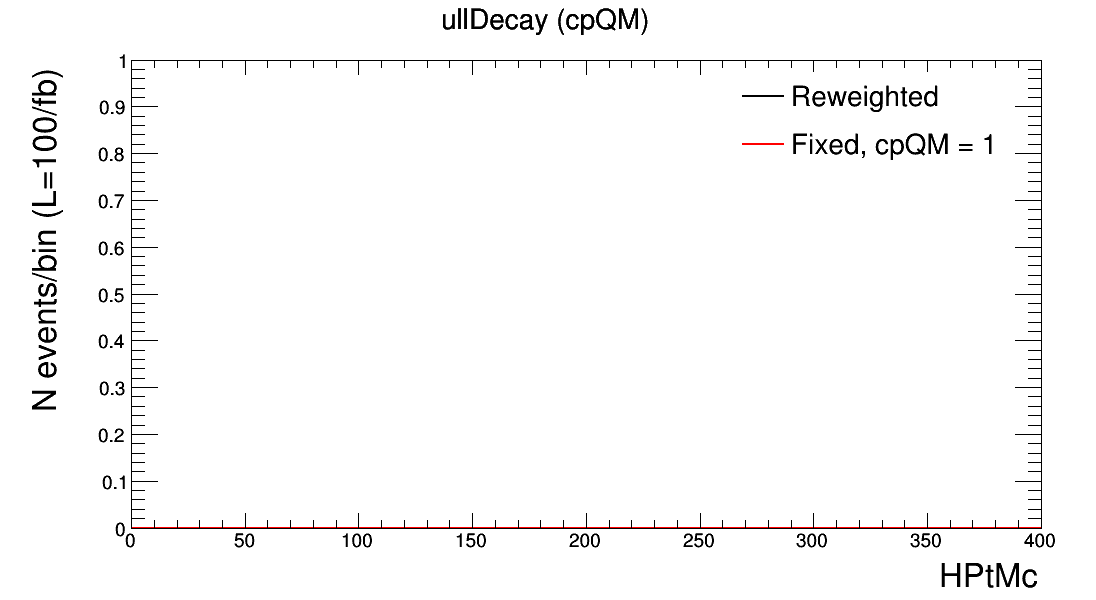 ullDecay (cpQM)
N events/bin (L=100/fb)
1
0.9
0.8
0.7
0.6
0.5
0.4
0.3
0.2
0.1
0
Reweighted
Fixed, cpQM = 1
0 50 100 150 200 250 300 350 400
HPtMc